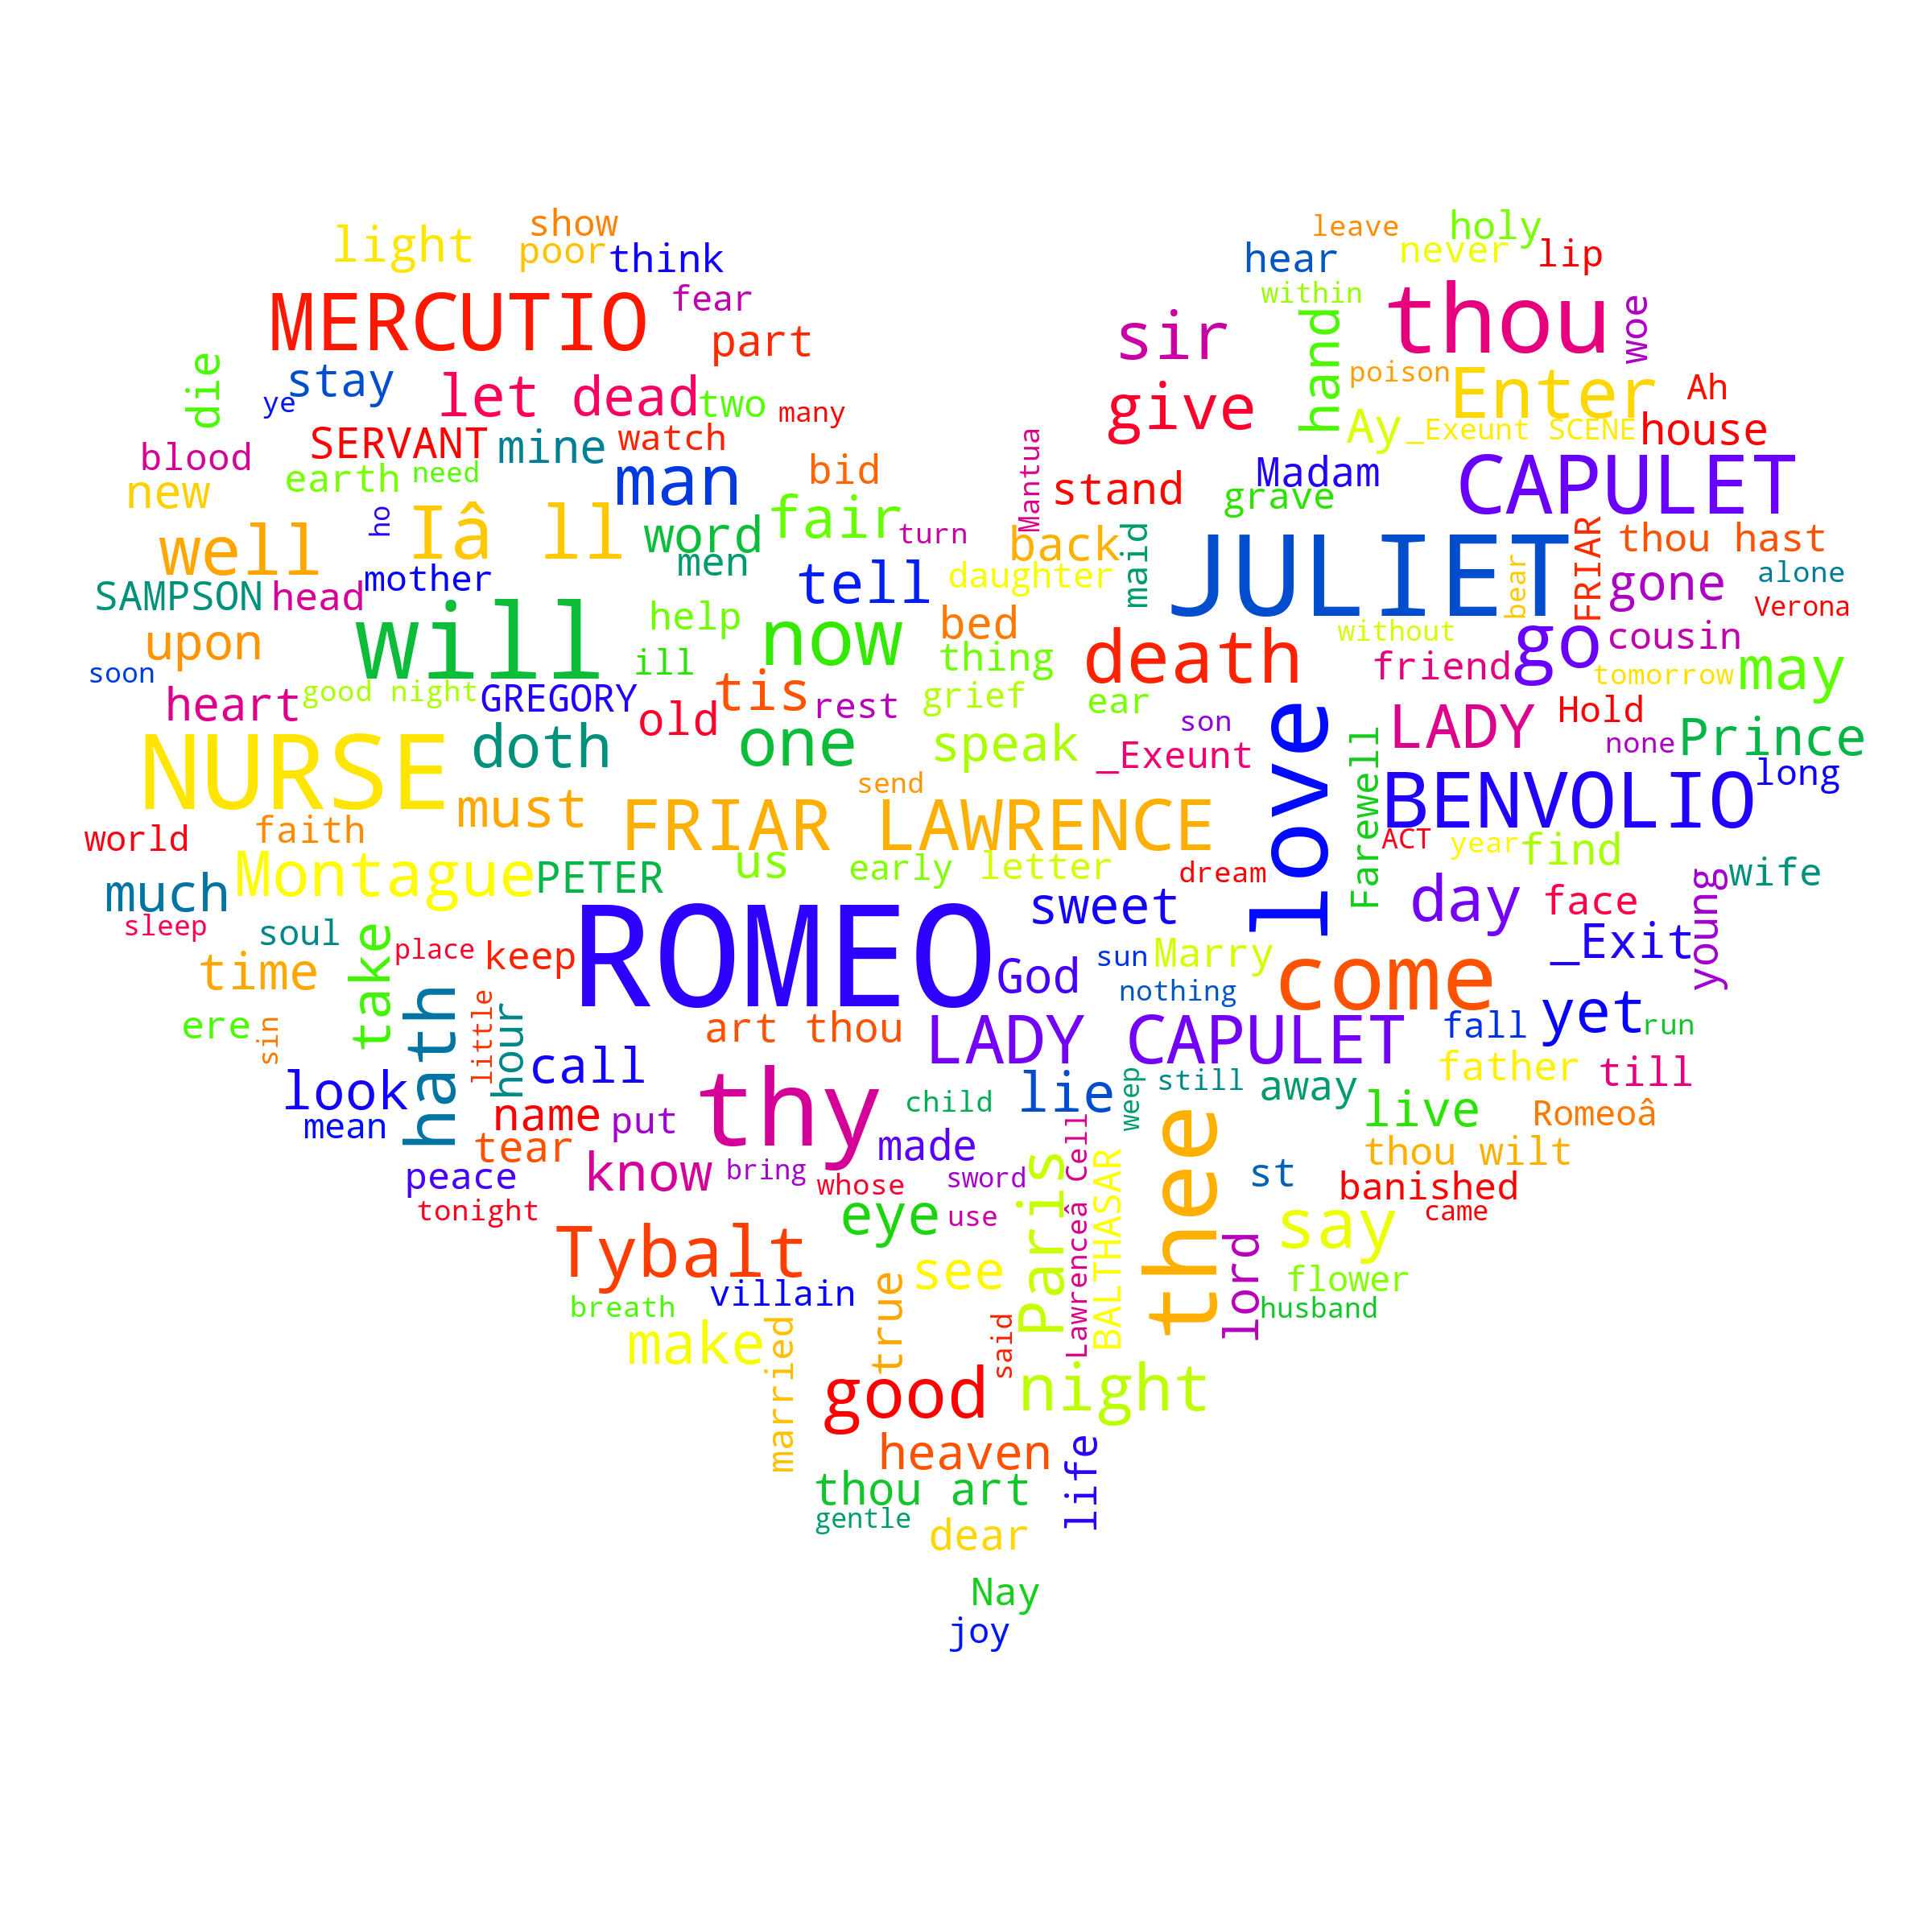 show
light
poor
think
leave
holy
hear
never
lip
MERCUTIO
fear
within
thou
woe
part
sir
hand
die
stay
let
dead
two
many
ye
give
poison
Enter
Ah
SERVANT
mine
watch
Ay
_Exeunt SCENE
house
blood
earth
need
man
bid
Mantua
stand
Madam
grave
CAPULET
new
ho
Iâ ll
word
fair
turn
back
maid
JULIET
bear
FRIAR
thou hast
well
men
tell
daughter
gone
alone
SAMPSON
head
mother
will
help
now
bed
Verona
upon
ill
thing
death
without
go
cousin
soon
friend
tomorrow
may
heart
good night
GREGORY
old
tis
rest
grief
ear
son
love
LADY
Hold
none
Prince
NURSE
doth
one
speak
_Exeunt
Farewell
BENVOLIO
long
must
send
FRIAR LAWRENCE
world
faith
ACT
year
find
Montague
PETER
us
early
letter
dream
wife
much
sweet
day
face
young
sleep
soul
ROMEO
_Exit
time
take
place
keep
God
sun
Marry
come
nothing
yet
ere
sin
hath
little
hour
art thou
LADY CAPULET
fall
run
look
call
thy
child
lie
weep
still
away
father
till
mean
name
put
made
thee
live
Romeoâ
tear
know
bring
whose
sword
Paris
Lawrenceâ Cell
BALTHASAR
st
thou wilt
peace
banished
tonight
eye
use
came
Tybalt
say
see
lord
flower
breath
villain
true
husband
make
married
said
good
night
heaven
life
thou art
gentle
dear
Nay
joy